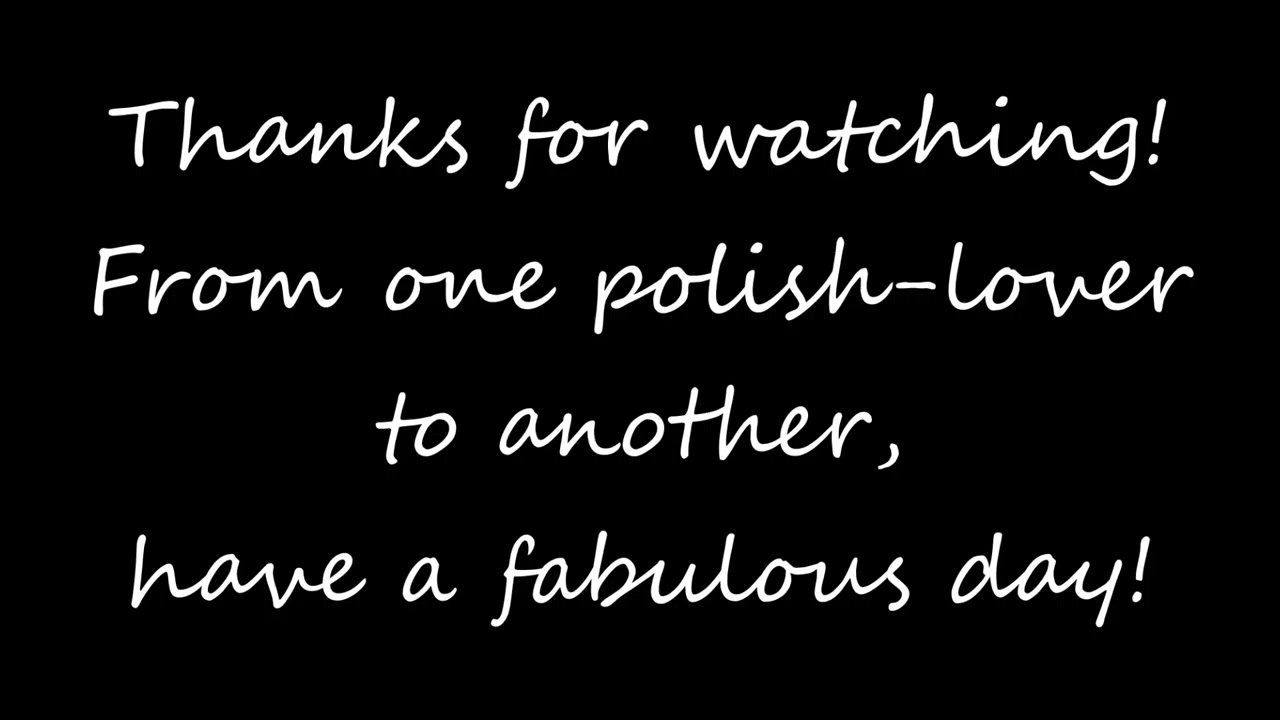 Thanks for watching!
From one polish-lover
to another,
have a fabulous day!